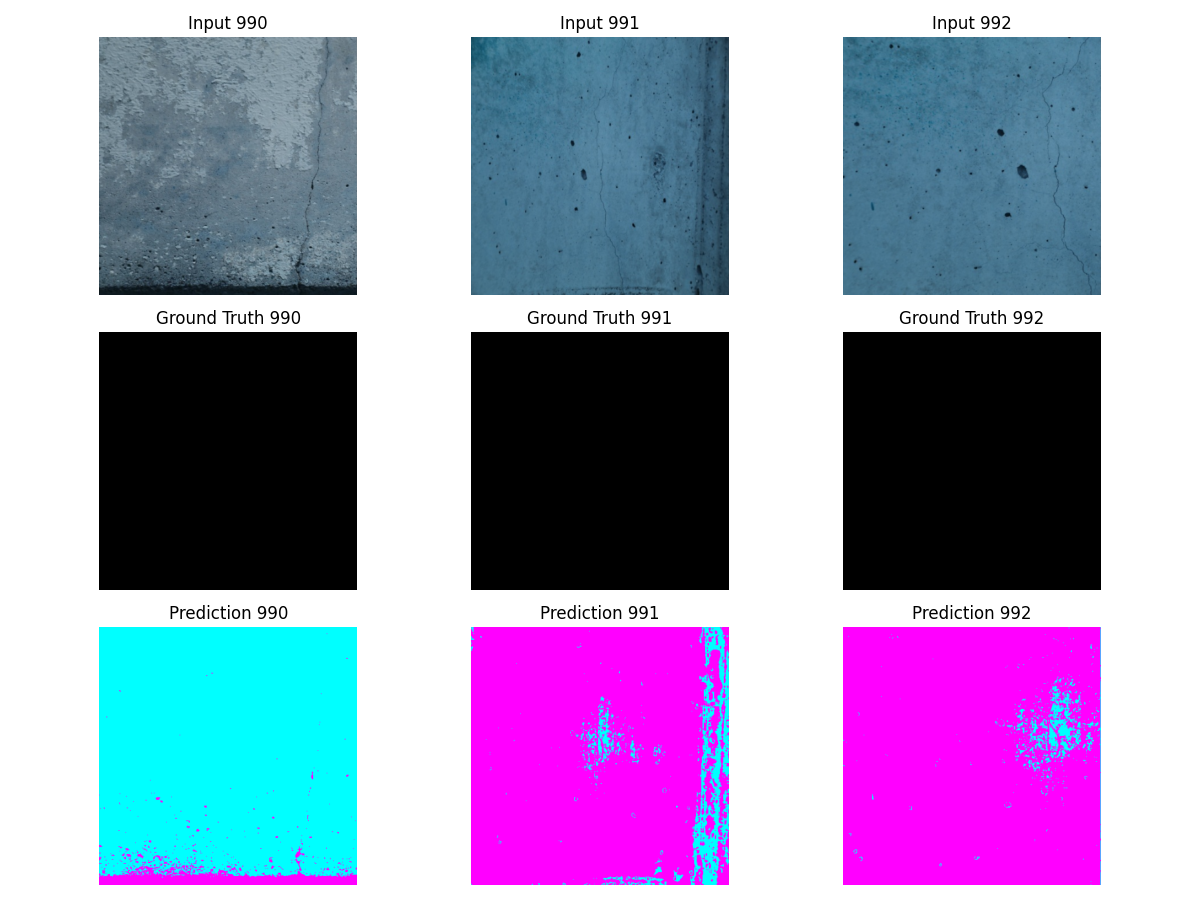 Input 990
Input 991
Input 992
Ground Truth 990
Ground Truth 991
Ground Truth 992
Prediction 990
Prediction 991
Prediction 992